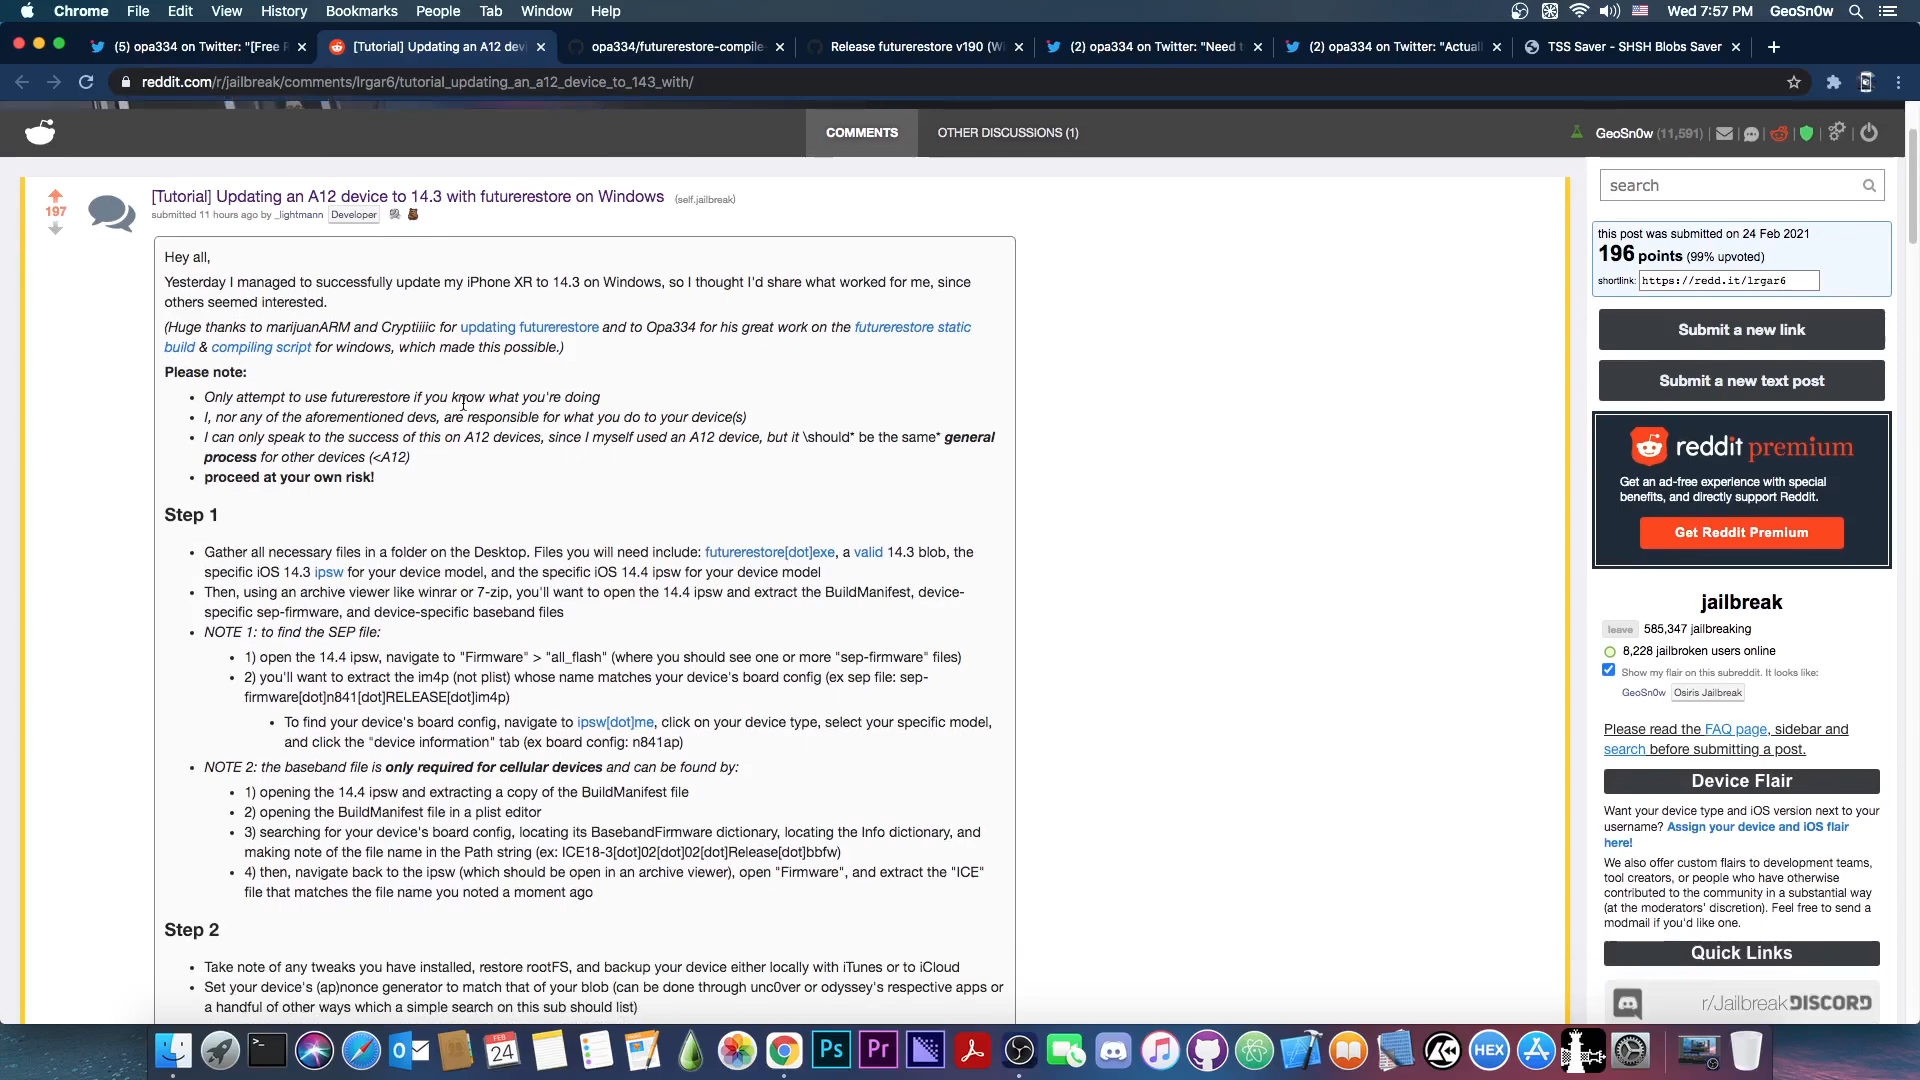 Chrome File Edit View History Bookmarks People Tab Window Help Wed 7:57 PM GeoSn0w
(5) opa334 on Twitter: "[Free R [Tutorial] Updating an A12 dev opa334/futurerestore-compile- Release futurerestore v190 (Wi (2) opa334 on Twitter: "Need t (2) opa334 on Twitter: "Actual TSS Saver - SHSH Blobs Saver
reddit.com/r/jailbreak/comments/lrgar6/tutorial_updating_an_a12_device_to_143_with/
COMMENTS OTHER DISCUSSIONS (1) GeoSn0w (11,591)
197
[Tutorial] Updating an A12 device to 14.3 with futurerestore on Windows (self.jailbreak)
submitted 11 hours ago by _lightmann Developer
Hey all,
Yesterday I managed to successfully update my iPhone XR to 14.3 on Windows, so I thought I'd share what worked for me, since
others seemed interested.
(Huge thanks to marijuanARM and Cryptiiiic for updating futurerestore and to Opa334 for his great work on the futurerestore static
build & compiling script for windows, which made this possible.)
Please note:
• Only attempt to use futurerestore if you know what you're doing
• I, nor any of the aforementioned devs, are responsible for what you do to your device(s)
• I can only speak to the success of this on A12 devices, since I myself used an A12 device, but it \should* be the same* general
process for other devices (<A12)
• proceed at your own risk!
Step 1
• Gather all necessary files in a folder on the Desktop. Files you will need include: futurerestore[dot]exe, a valid 14.3 blob, the
specific iOS 14.3 ipsw for your device model, and the specific iOS 14.4 ipsw for your device model
• Then, using an archive viewer like winrar or 7-zip, you'll want to open the 14.4 ipsw and extract the BuildManifest, device-
specific sep-firmware, and device-specific baseband files
• NOTE 1: to find the SEP file:
• 1) open the 14.4 ipsw, navigate to "Firmware" > "all_flash" (where you should see one or more "sep-firmware" files)
• 2) you'll want to extract the im4p (not plist) whose name matches your device's board config (ex sep file: sep-
firmware[dot]n841[dot]RELEASE[dot]im4p)
• To find your device's board config, navigate to ipsw[dot]me, click on your device type, select your specific model,
and click the "device information" tab (ex board config: n841ap)
• NOTE 2: the baseband file is only required for cellular devices and can be found by:
• 1) opening the 14.4 ipsw and extracting a copy of the BuildManifest file
• 2) opening the BuildManifest file in a plist editor
• 3) searching for your device's board config, locating its BasebandFirmware dictionary, locating the Info dictionary, and
making note of the file name in the Path string (ex: ICE18-3[dot]02[dot]02[dot]Release[dot]bbfw)
• 4) then, navigate back to the ipsw (which should be open in an archive viewer), open "Firmware", and extract the "ICE"
file that matches the file name you noted a moment ago
Step 2
• Take note of any tweaks you have installed, restore rootFS, and backup your device either locally with iTunes or to iCloud
• Set your device's (ap)nonce generator to match that of your blob (can be done through unc0ver or odyssey's respective apps or
a handful of other ways which a simple search on this sub should list)
search
this post was submitted on 24 Feb 2021
196 points (99% upvoted)
shortlink: https://redd.it/lrgar6
Submit a new link
Submit a new text post
reddit premium
Get an ad-free experience with special
benefits, and directly support Reddit.
Get Reddit Premium
jailbreak
leave 585,347 jailbreaking
8,228 jailbroken users online
Show my flair on this subreddit. It looks like:
GeoSn0w Osiris Jailbreak
Please read the FAQ page, sidebar and
search before submitting a post.
Device Flair
Want your device type and iOS version next to your
username? Assign your device and iOS flair
here!
We also offer custom flairs to development teams,
tool creators, or people who have otherwise
contributed to the community in a substantial way
(at the moderators' discretion). Feel free to send a
modmail if you'd like one.
Quick Links
r/JailbreakDISCORD
FEB
24
Ps Pr HEX